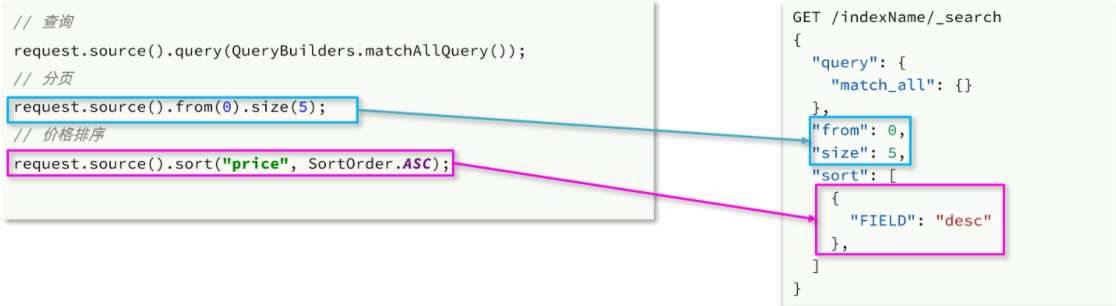 // 查询
request.source().query(QueryBuilders.matchAllQuery());
// 分页
request.source().from(0).size(5);
// 价格排序
request.source().sort("price", SortOrder.ASC);
GET /indexName/_search
{
  "query": {
    "match_all": {}
  },
  "from": 0,
  "size": 5,
  "sort": [
    {
      "FIELD": "desc"
    },
  ]
}